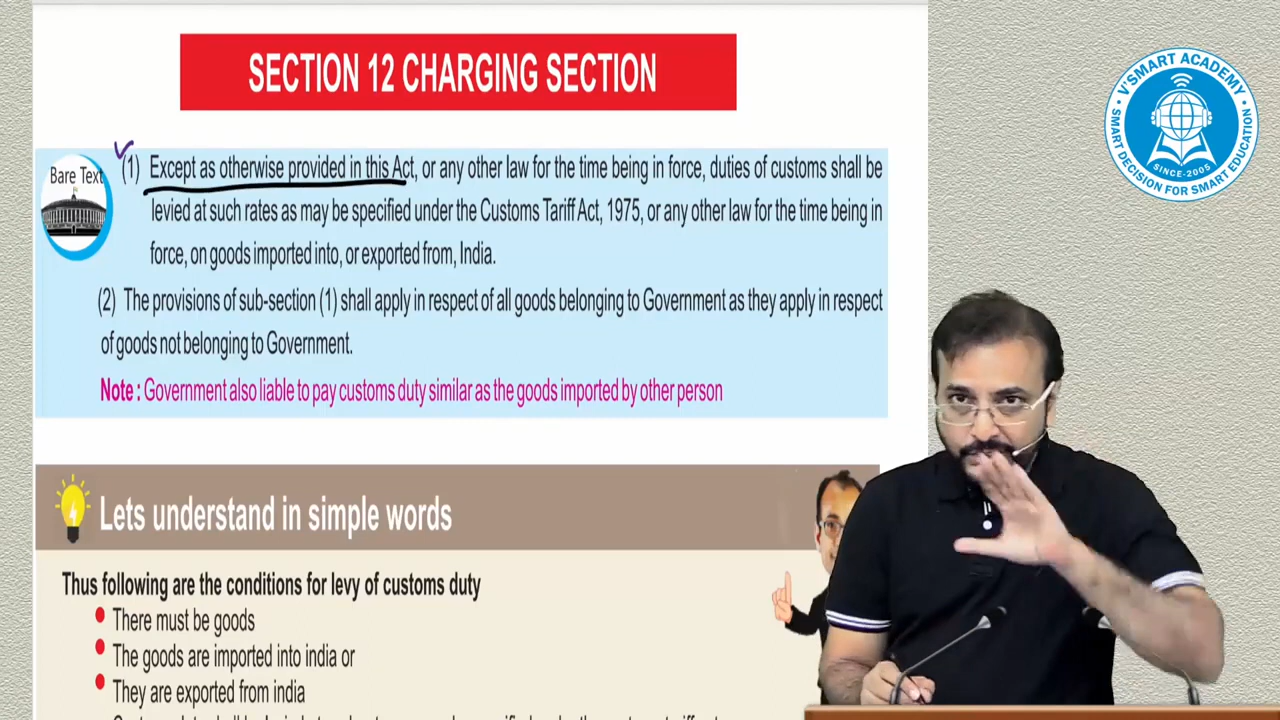 SECTION 12 CHARGING SECTION
Bare Text
(1) Except as otherwise provided in this Act, or any other law for the time being in force, duties of customs shall be
levied at such rates as may be specified under the Customs Tariff Act, 1975, or any other law for the time being in
force, on goods imported into, or exported from, India.
(2) The provisions of sub-section (1) shall apply in respect of all goods belonging to Government as they apply in respect
of goods not belonging to Government.
Note : Government also liable to pay customs duty similar as the goods imported by other person
Lets understand in simple words
Thus following are the conditions for levy of customs duty
There must be goods
The goods are imported into india or
They are exported from india
V'SMART ACADEMY
SINCE-2005
SMART DECISION FOR SMART EDUCATION